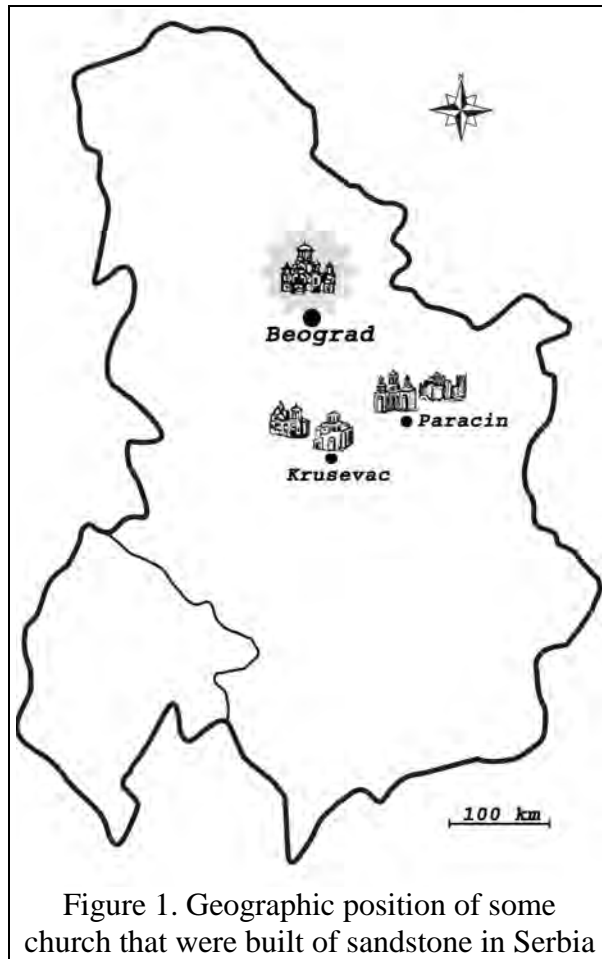 N
Beograd
Paracin
Krusevac
100 km
Figure 1. Geographic position of some
church that were built of sandstone in Serbia